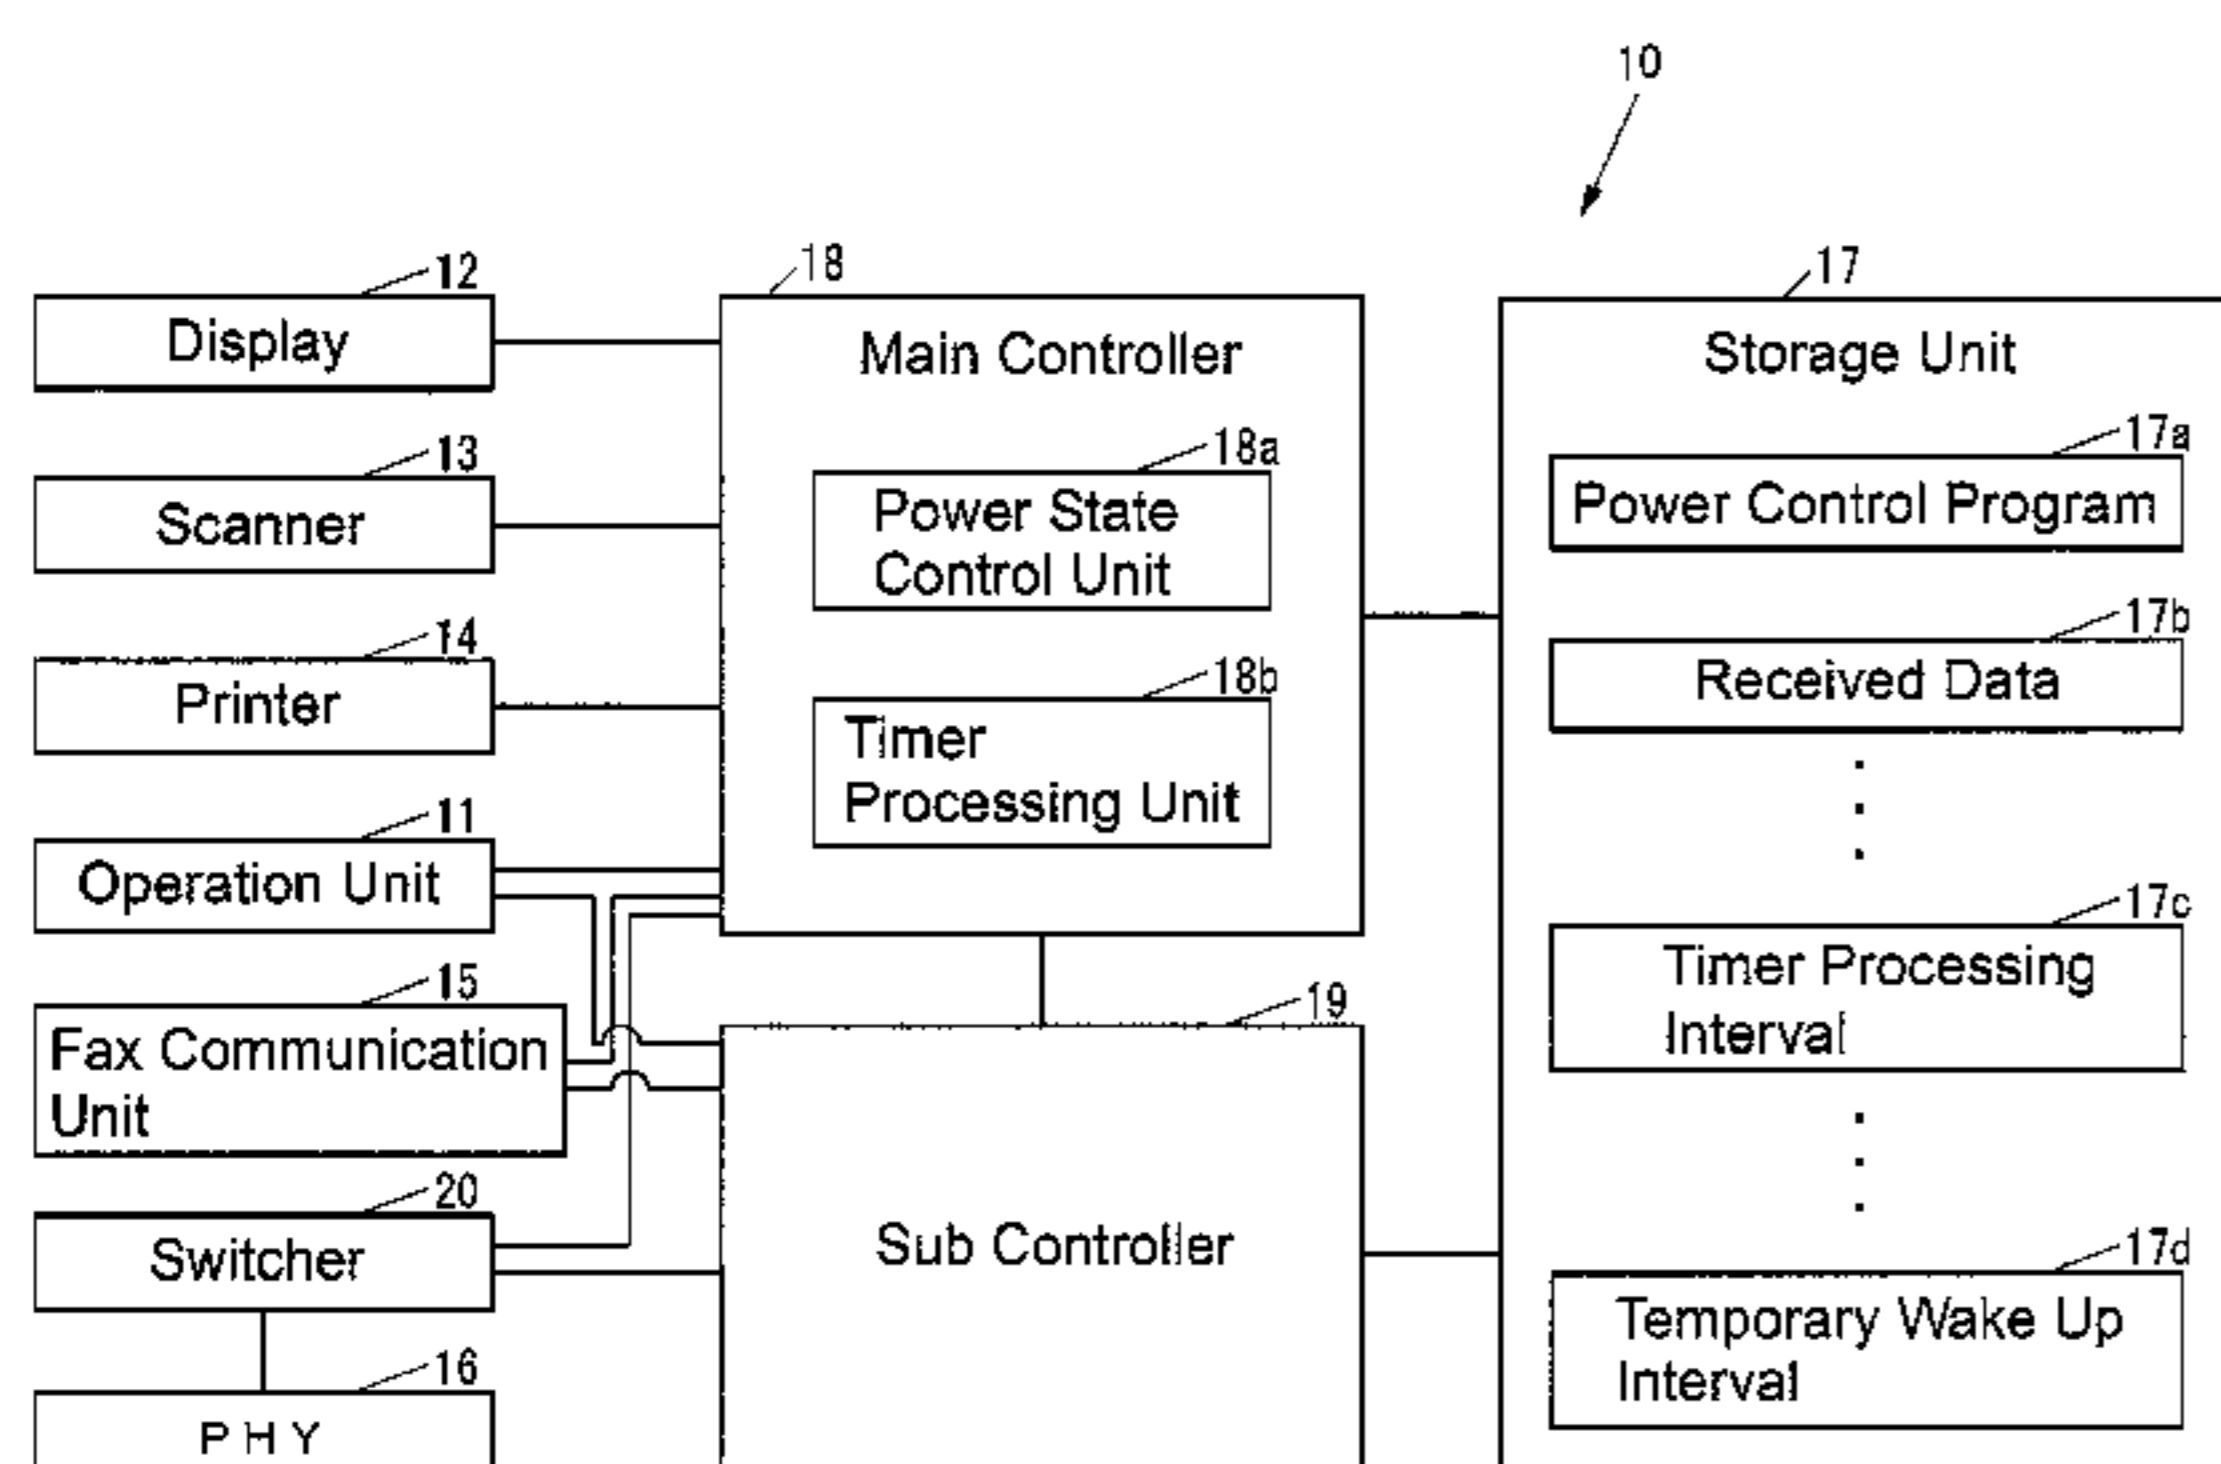 10
12
Display
13
Scanner
14
Printer
11
Operation Unit
15
Fax Communication
Unit
20
Switcher
16
PHY
18
Main Controller
18a
Power State
Control Unit
18b
Timer
Processing Unit
19
Sub Controller
17
Storage Unit
17a
Power Control Program
17b
Received Data
17c
Timer Processing
Interval
17d
Temporary Wake Up
Interval